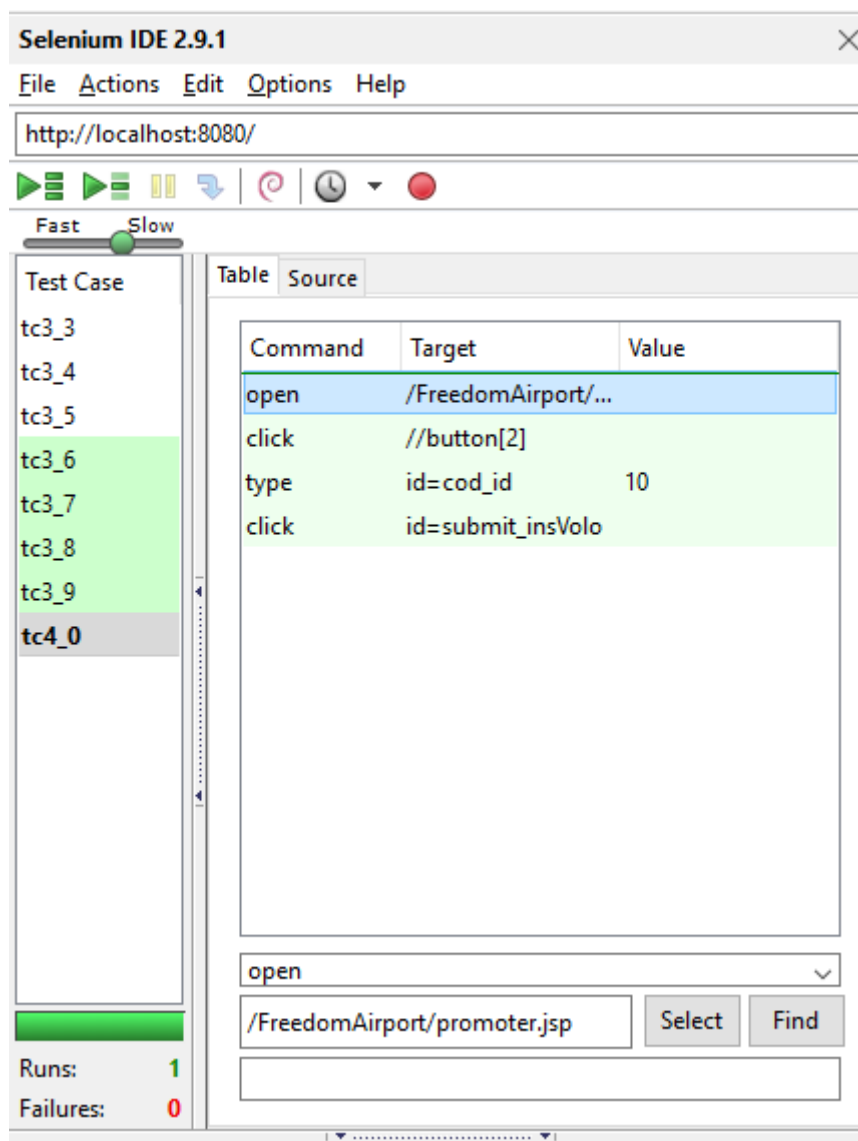 Selenium IDE 2.9.1
File Actions Edit Options Help
http://localhost:8080/
Fast Slow
Test Case
tc3_3
tc3_4
tc3_5
tc3_6
tc3_7
tc3_8
tc3_9
tc4_0
Runs: 1
Failures: 0
Table Source
Command Target Value
open /FreedomAirport/...
click //button[2]
type id=cod_id 10
click id=submit_insVolo
open
/FreedomAirport/promoter.jsp Select Find